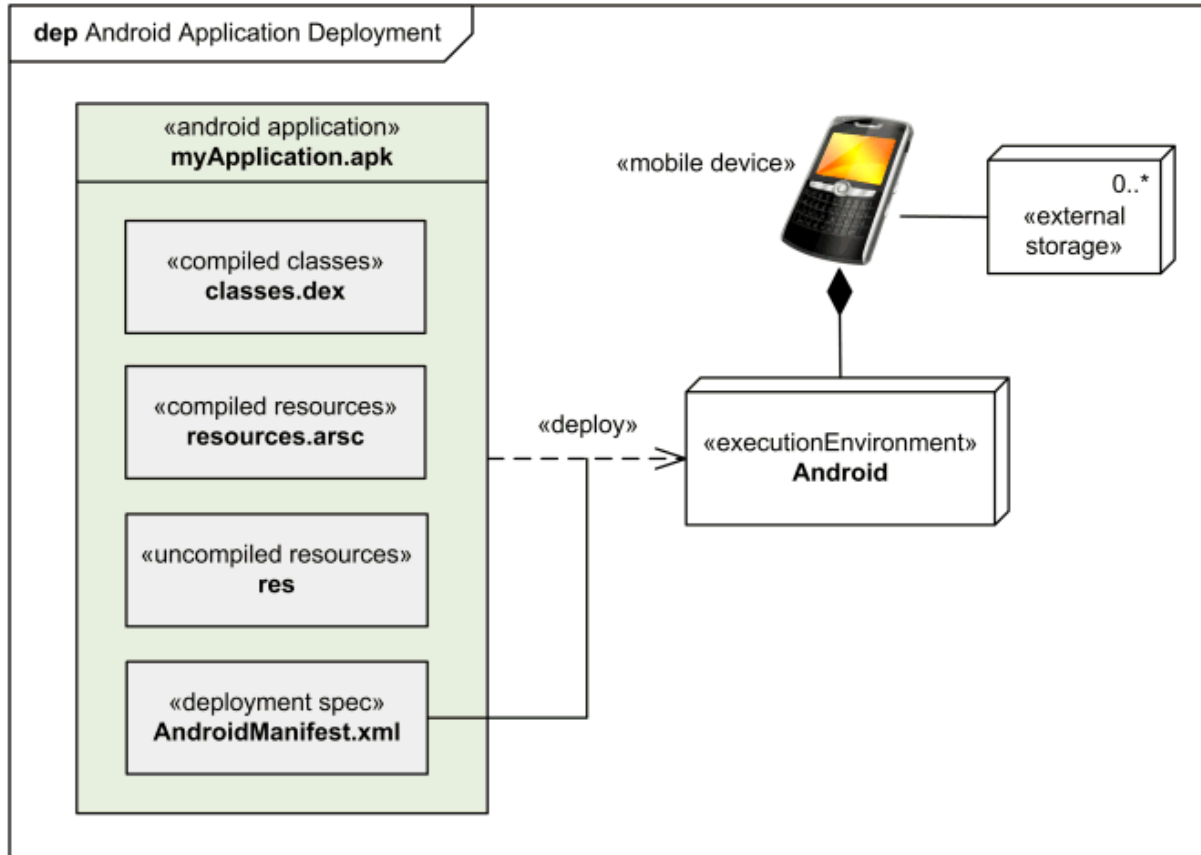 dep Android Application Deployment
«android application»
myApplication.apk
«compiled classes»
classes.dex
«compiled resources»
resources.arsc
«uncompiled resources»
res
«deployment spec»
AndroidManifest.xml
«deploy»
«mobile device»
0..*
«external
storage»
«executionEnvironment»
Android